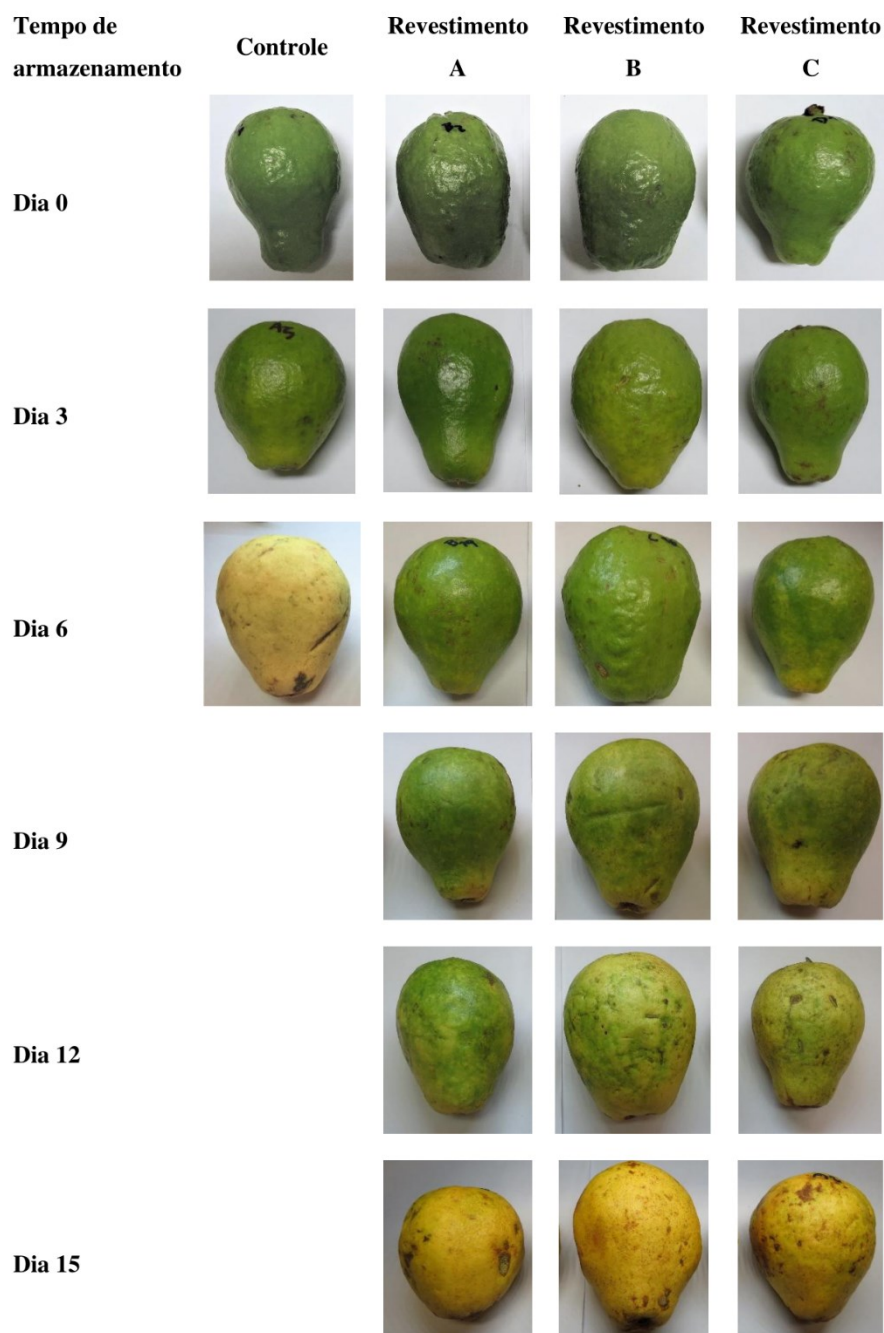 Tempo de
armazenamento
Controle
Revestimento
A
Revestimento
B
Revestimento
C
Dia 0
Dia 3
A5
Dia 6
Dia 9
Dia 12
Dia 15